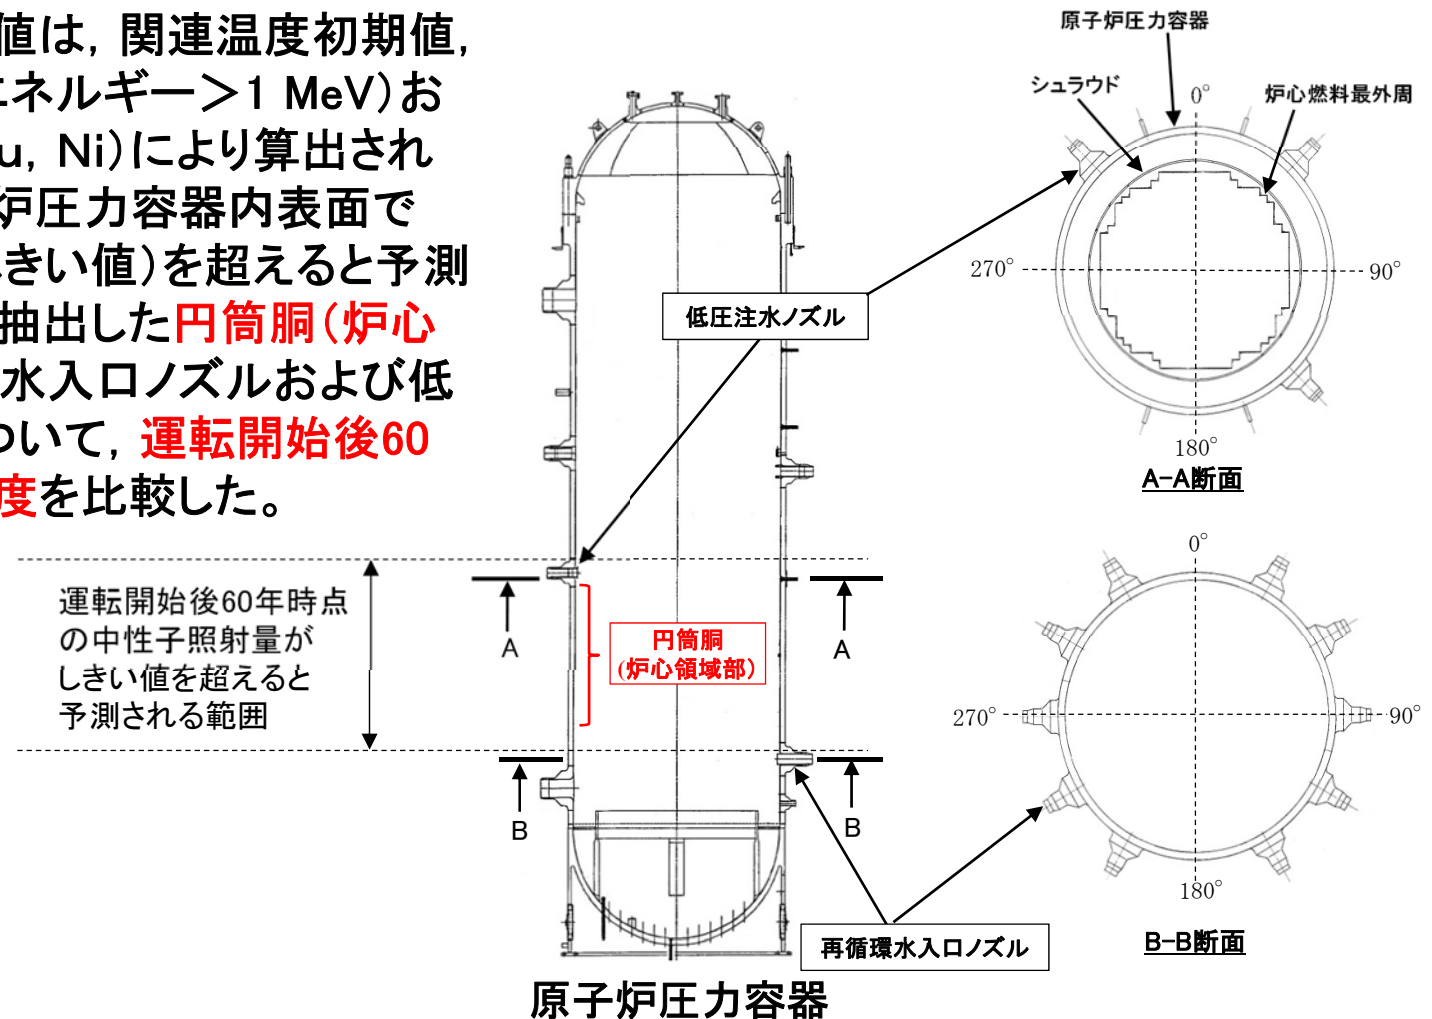 値は，関連温度初期値，
エネルギー＞1 MeV）お
u，Ni）により算出され
炉圧力容器内表面で
きい値）を超えると予測
抽出した円筒胴（炉心
水入口ノズルおよび低
ついて，運転開始後60
度を比較した。
原子炉圧力容器
シュラウド
炉心燃料最外周
0°
270°
90°
180°
A-A断面
低圧注水ノズル
運転開始後60年時点
の中性子照射量が
しきい値を超えると
予測される範囲
A
A
円筒胴
(炉心領域部)
B
B
0°
270°
90°
180°
B-B断面
再循環水入口ノズル
原子炉圧力容器